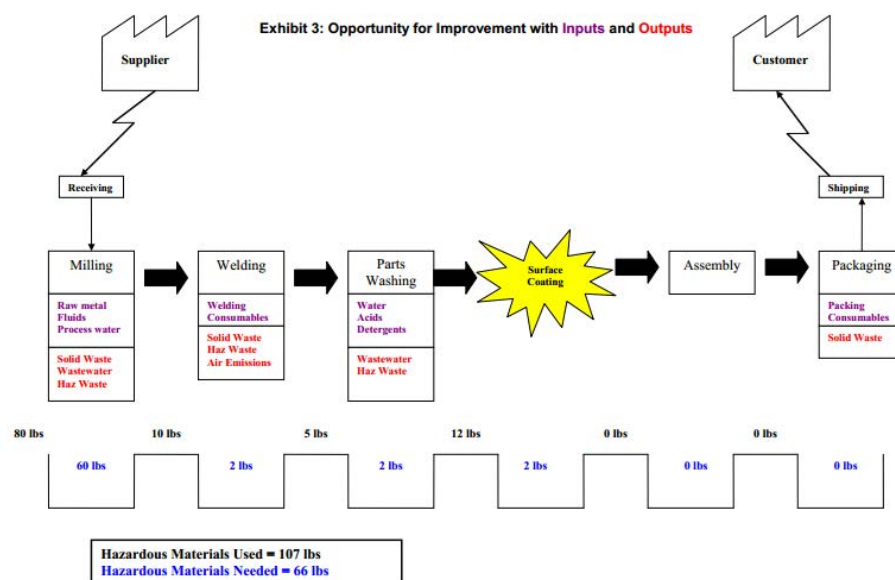 Exhibit 3: Opportunity for Improvement with Inputs and Outputs
Supplier
Customer
Receiving
Shipping
Milling
Raw metal
Fluids
Process water
Solid Waste
Wastewater
Haz Waste
Welding
Welding
Consumables
Solid Waste
Haz Waste
Air Emissions
Parts
Washing
Water
Acids
Detergents
Wastewater
Haz Waste
Surface
Coating
Assembly
Packaging
Packing
Consumables
Solid Waste
80 lbs 10 lbs 5 lbs 12 lbs 0 lbs 0 lbs
60 lbs 2 lbs 2 lbs 2 lbs 0 lbs 0 lbs
Hazardous Materials Used = 107 lbs
Hazardous Materials Needed = 66 lbs